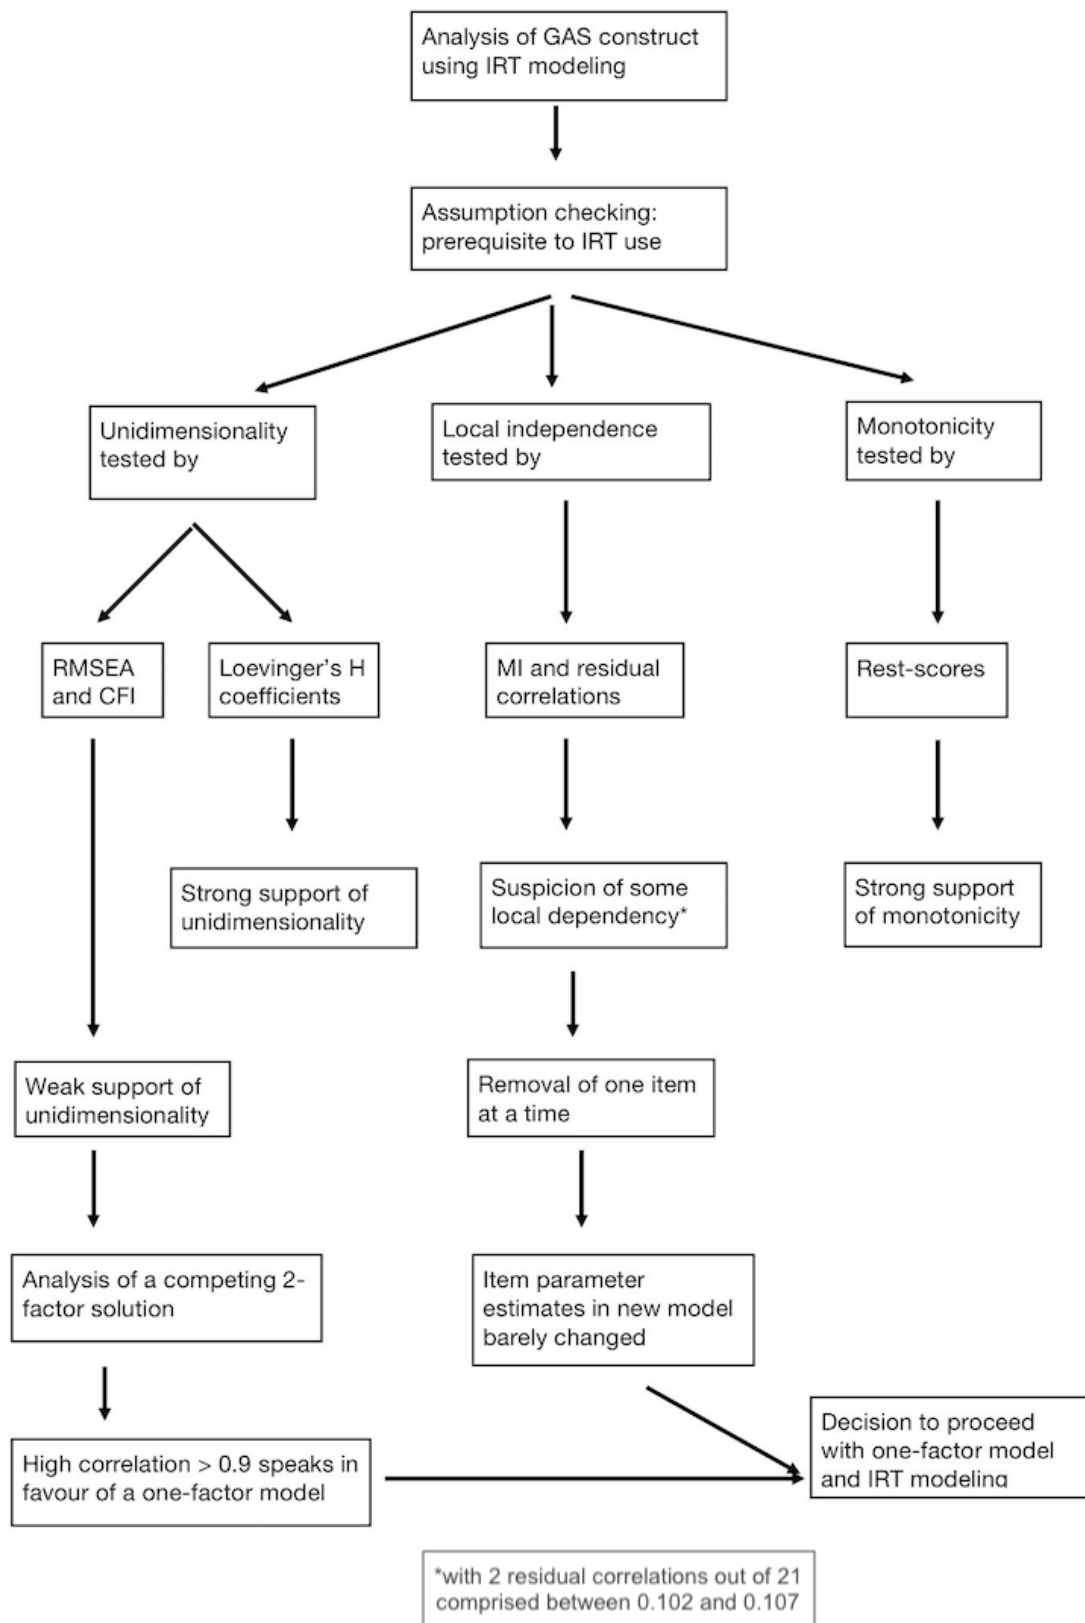 Analysis of GAS construct
using IRT modeling
Assumption checking:
prerequisite to IRT use
Unidimensionality
tested by
Local independence
tested by
Monotonicity
tested by
RMSEA
and CFI
Loevinger's H
coefficients
MI and residual
correlations
Rest-scores
Strong support of
unidimensionality
Suspicion of some
local dependency*
Strong support
of monotonicity
Weak support of
unidimensionality
Removal of one item
at a time
Analysis of a competing 2-
factor solution
Item parameter
estimates in new model
barely changed
High correlation > 0.9 speaks in
favour of a one-factor model
Decision to proceed
with one-factor model
and IRT modeling
*with 2 residual correlations out of 21
comprised between 0.102 and 0.107